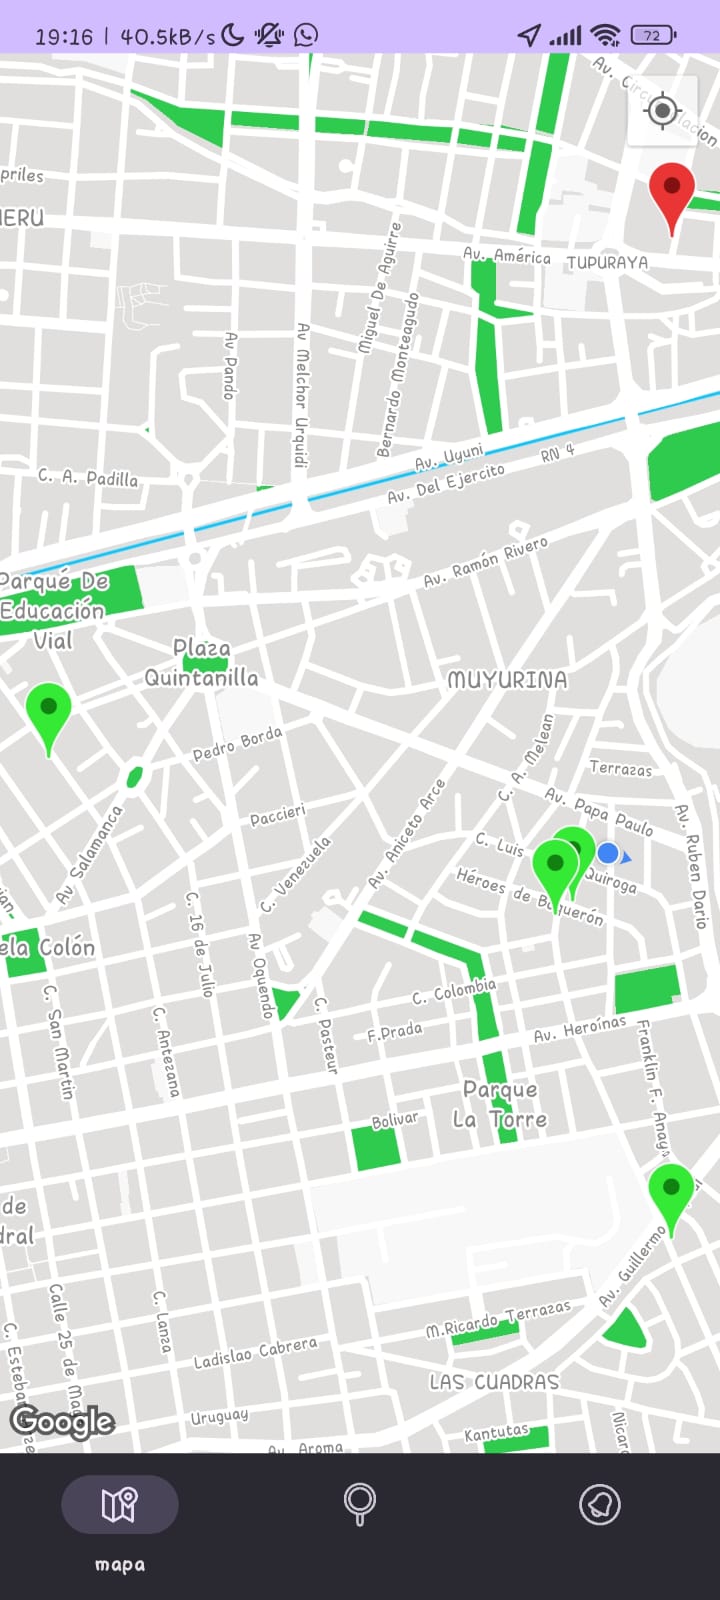 19:16 | 40.5kB/s
72
Av. Circunvalacion
priles
IERU
Av. América
TUPURAYA
Miguel De Aguirre
Bernardo Monteagudo
Av Pando
Av Melchor Urquidi
C. A. Padilla
Av. Uyuni
Av. Del Ejercito
RN 4
Av. Ramón Rivero
Parqué De
Educación
Vial
Plaza
Quintanilla
MUYURINA
Pedro Borda
C. A. Melean
Terrazas
Av. Papa Paulo
Av. Ruben Dario
Paccieri
Av. Aniceto Arce
Av Salamanca
C. Venezuela
C. Luis
Quiroga
Héroes de Boquerón
C. 16 de Julio
ela Colón
Av Oquendo
C. San Martin
C. Antezana
C. Pasteur
C. Colombia
F.Prada
Av. Heroínas
Franklin F. Anaya
Parque
La Torre
Bolivar
de
dral
Av. Guillermo
Calle 25 de May
C. Lanza
C. Esteban
M.Ricardo Terrazas
Ladislao Cabrera
LAS CUADRAS
Uruguay
Kantutas
Nicara
Av. Aroma
Google
mapa